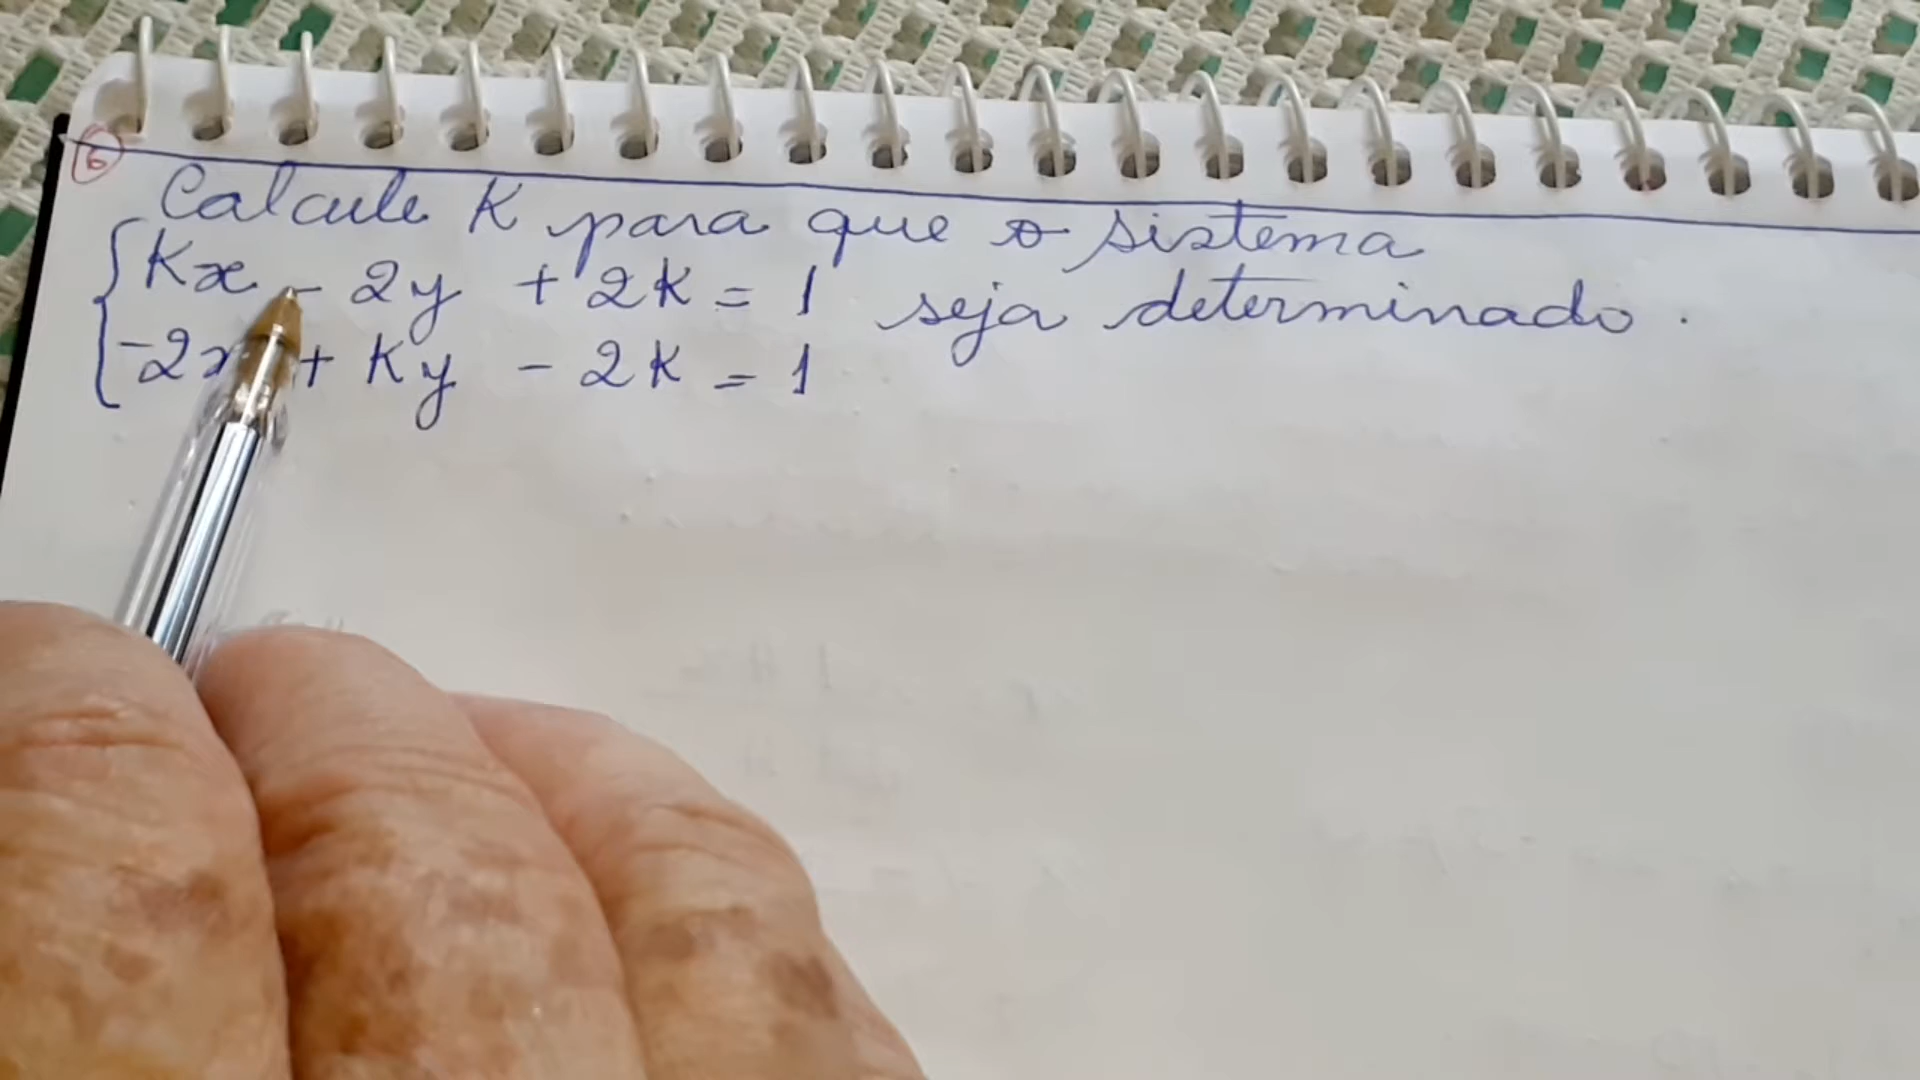 6
Calcule K para que o sistema
Kx - 2y + 2K = 1 seja determinado.
-2x + Ky - 2K = 1